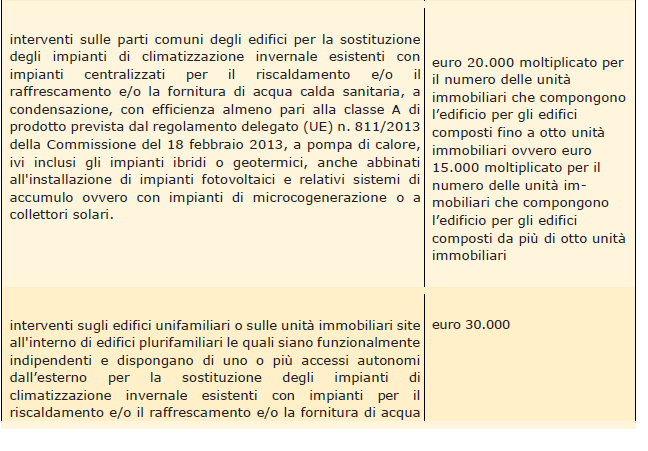 interventi sulle parti comuni degli edifici per la sostituzione
degli impianti di climatizzazione invernale esistenti con
impianti centralizzati per il riscaldamento e/o il
raffrescamento e/o la fornitura di acqua calda sanitaria, a
condensazione, con efficienza almeno pari alla classe A di
prodotto prevista dal regolamento delegato (UE) n. 811/2013
della Commissione del 18 febbraio 2013, a pompa di calore,
ivi inclusi gli impianti ibridi o geotermici, anche abbinati
all'installazione di impianti fotovoltaici e relativi sistemi di
accumulo ovvero con impianti di microcogenerazione o a
collettori solari.
euro 20.000 moltiplicato per
il numero delle unità
immobiliari che compongono
l’edificio per gli edifici
composti fino a otto unità
immobiliari ovvero euro
15.000 moltiplicato per il
numero delle unità im-
mobiliari che compongono
l’edificio per gli edifici
composti da più di otto unità
immobiliari
interventi sugli edifici unifamiliari o sulle unità immobiliari site
all'interno di edifici plurifamiliari le quali siano funzionalmente
indipendenti e dispongano di uno o più accessi autonomi
dall’esterno per la sostituzione degli impianti di
climatizzazione invernale esistenti con impianti per il
riscaldamento e/o il raffrescamento e/o la fornitura di acqua
euro 30.000